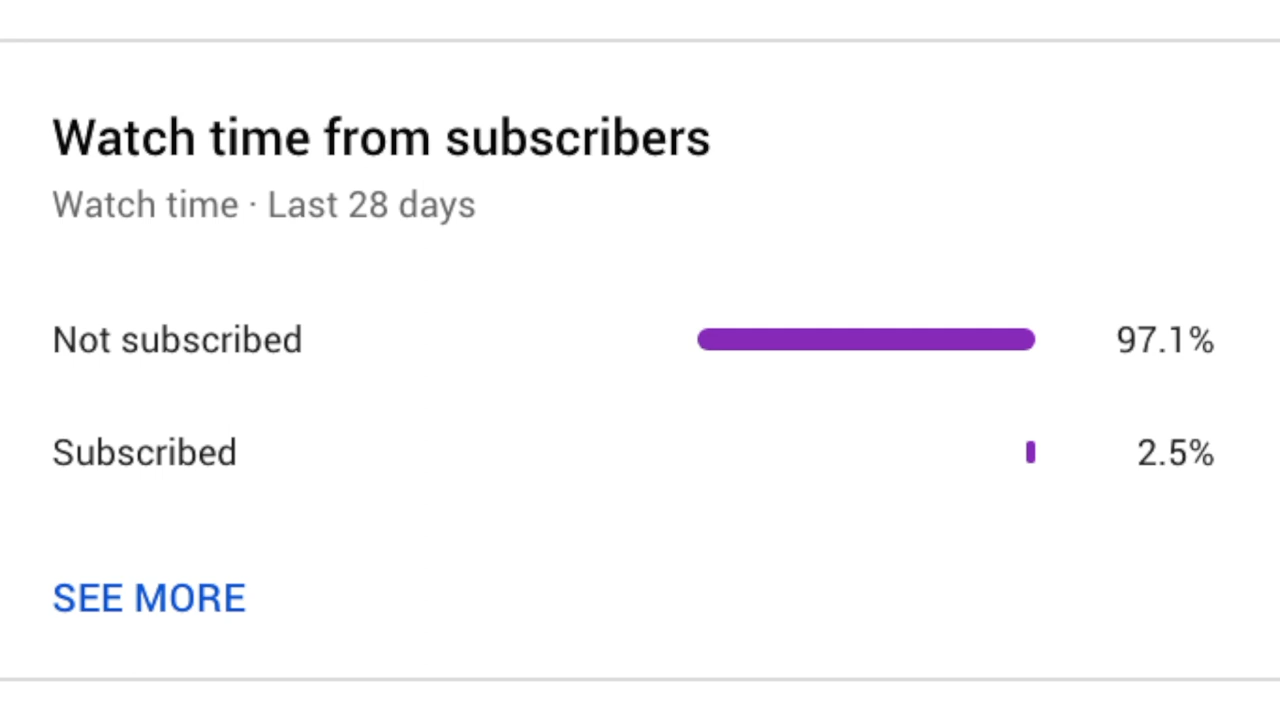 Watch time from subscribers
Watch time · Last 28 days
Not subscribed 97.1%
Subscribed 2.5%
SEE MORE